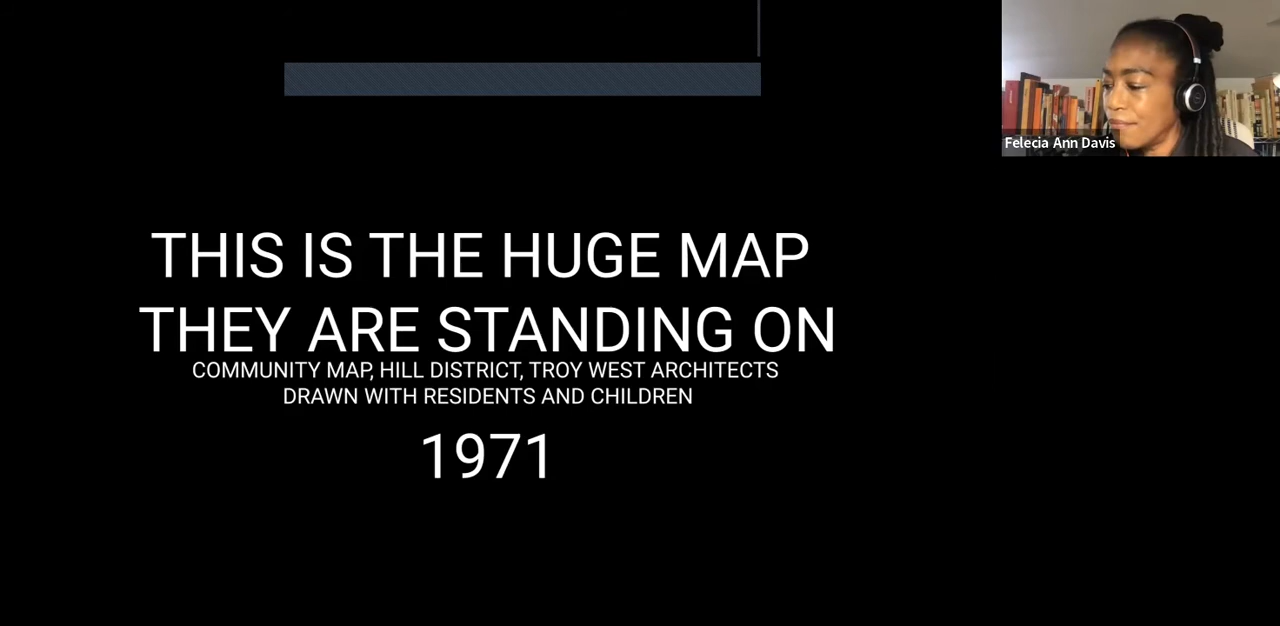 Felecia Ann Davis
THIS IS THE HUGE MAP
THEY ARE STANDING ON
COMMUNITY MAP, HILL DISTRICT, TROY WEST ARCHITECTS
DRAWN WITH RESIDENTS AND CHILDREN
1971